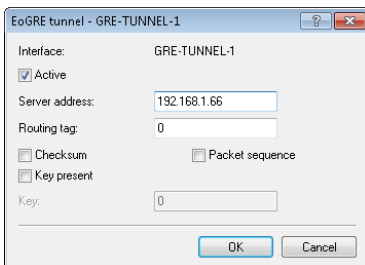 EoGRE tunnel - GRE-TUNNEL-1
Interface: GRE-TUNNEL-1
Active
Server address: 192.168.1.66
Routing tag: 0
Checksum Packet sequence
Key present
Key: 0
OK Cancel